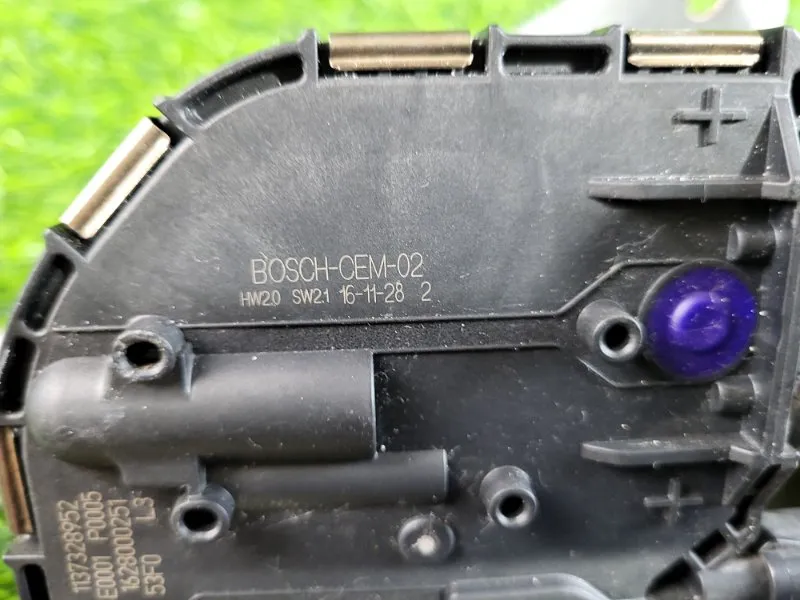 BOSCH-CEM-02
HW2.0 SW2.1 16-11-28 2
1137328952
E0001 P0005
1628000251 L3
53F0